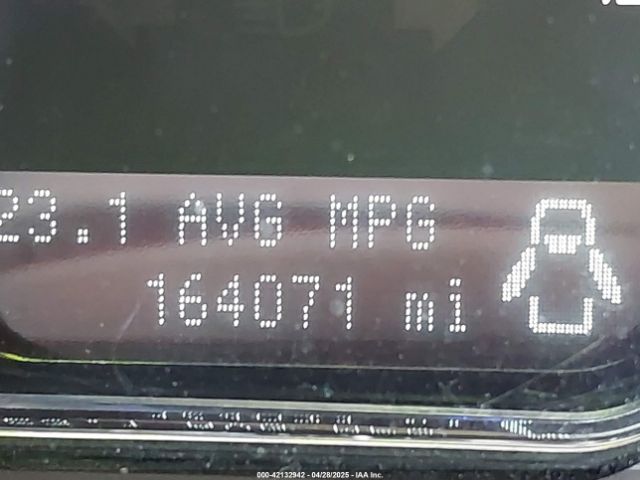 23.1 AVG MPG
164071 mi
000-42132942 - 04/28/2025 - IAA Inc.